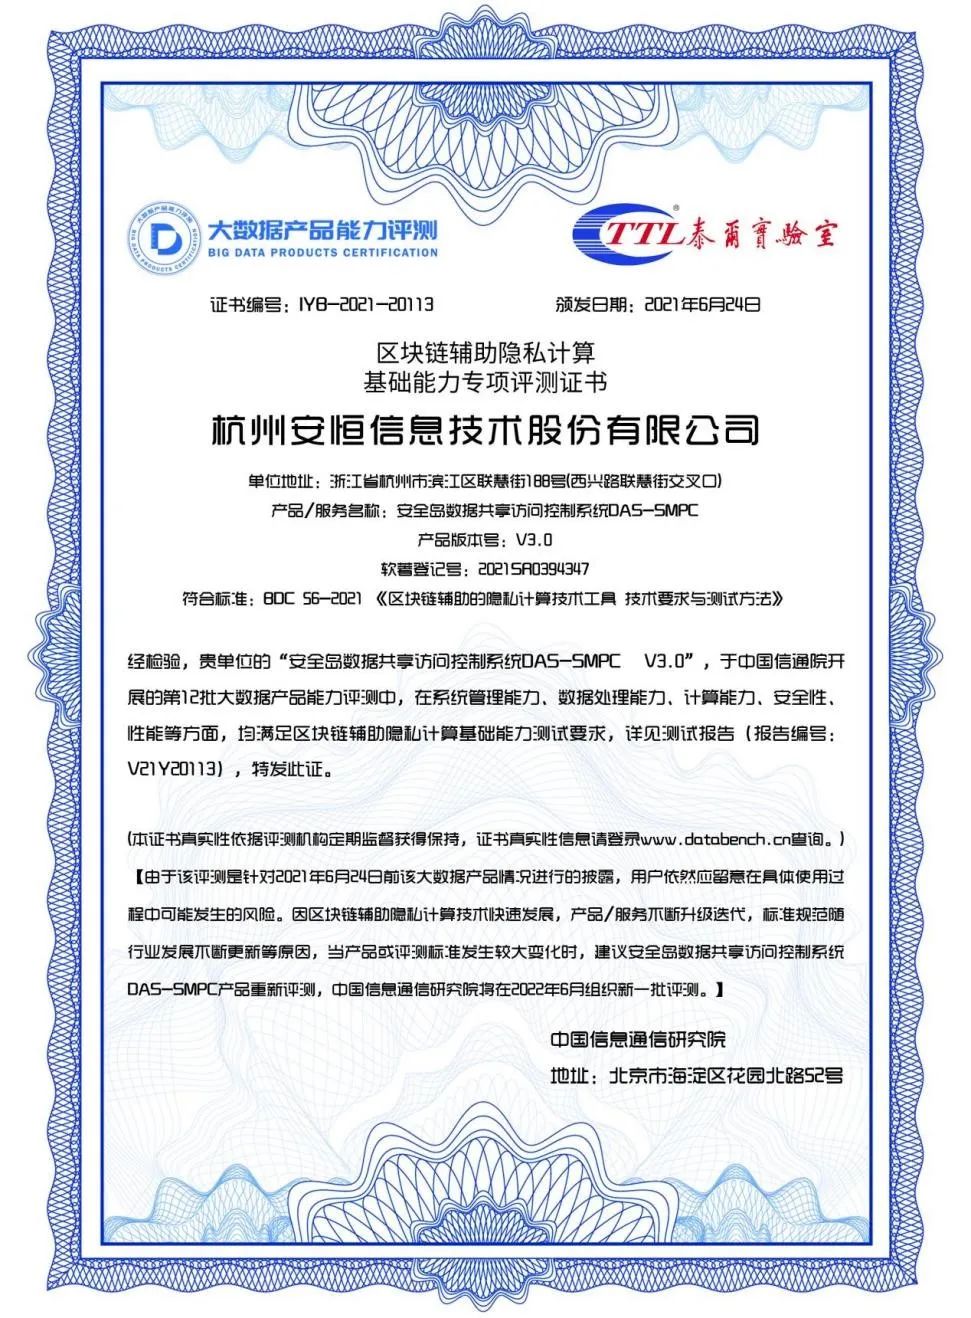 大数据产品能力评测
BIG DATA PRODUCTS CERTIFICATION
大数据产品能力评测
BIG DATA PRODUCTS CERTIFICATION
TTL泰爾實驗室®
证书编号：IYB-2021-20113
颁发日期：2021年6月24日
区块链辅助隐私计算
基础能力专项评测证书
杭州安恒信息技术股份有限公司
单位地址：浙江省杭州市滨江区联慧街188号(西兴路联慧街交叉口)
产品/服务名称：安全岛数据共享访问控制系统DAS-SMPC
产品版本号：V3.0
软著登记号：2021SR0394347
符合标准：BDC 56-2021 《区块链辅助的隐私计算技术工具 技术要求与测试方法》
经检验，贵单位的“安全岛数据共享访问控制系统DAS-SMPC V3.0”，于中国信通院开
展的第12批大数据产品能力评测中，在系统管理能力、数据处理能力、计算能力、安全性、
性能等方面，均满足区块链辅助隐私计算基础能力测试要求，详见测试报告（报告编号：
V21Y20113），特发此证。
(本证书真实性依据评测机构定期监督获得保持，证书真实性信息请登录www.databench.cn查询。)
【由于该评测是针对2021年6月24日前该大数据产品情况进行的披露，用户依然应留意在具体使用过
程中可能发生的风险。因区块链辅助隐私计算技术快速发展，产品/服务不断升级迭代，标准规范随
行业发展不断更新等原因，当产品或评测标准发生较大变化时，建议安全岛数据共享访问控制系统
DAS-SMPC产品重新评测，中国信息通信研究院将在2022年6月组织新一批评测。】
中国信息通信研究院
地址：北京市海淀区花园北路52号